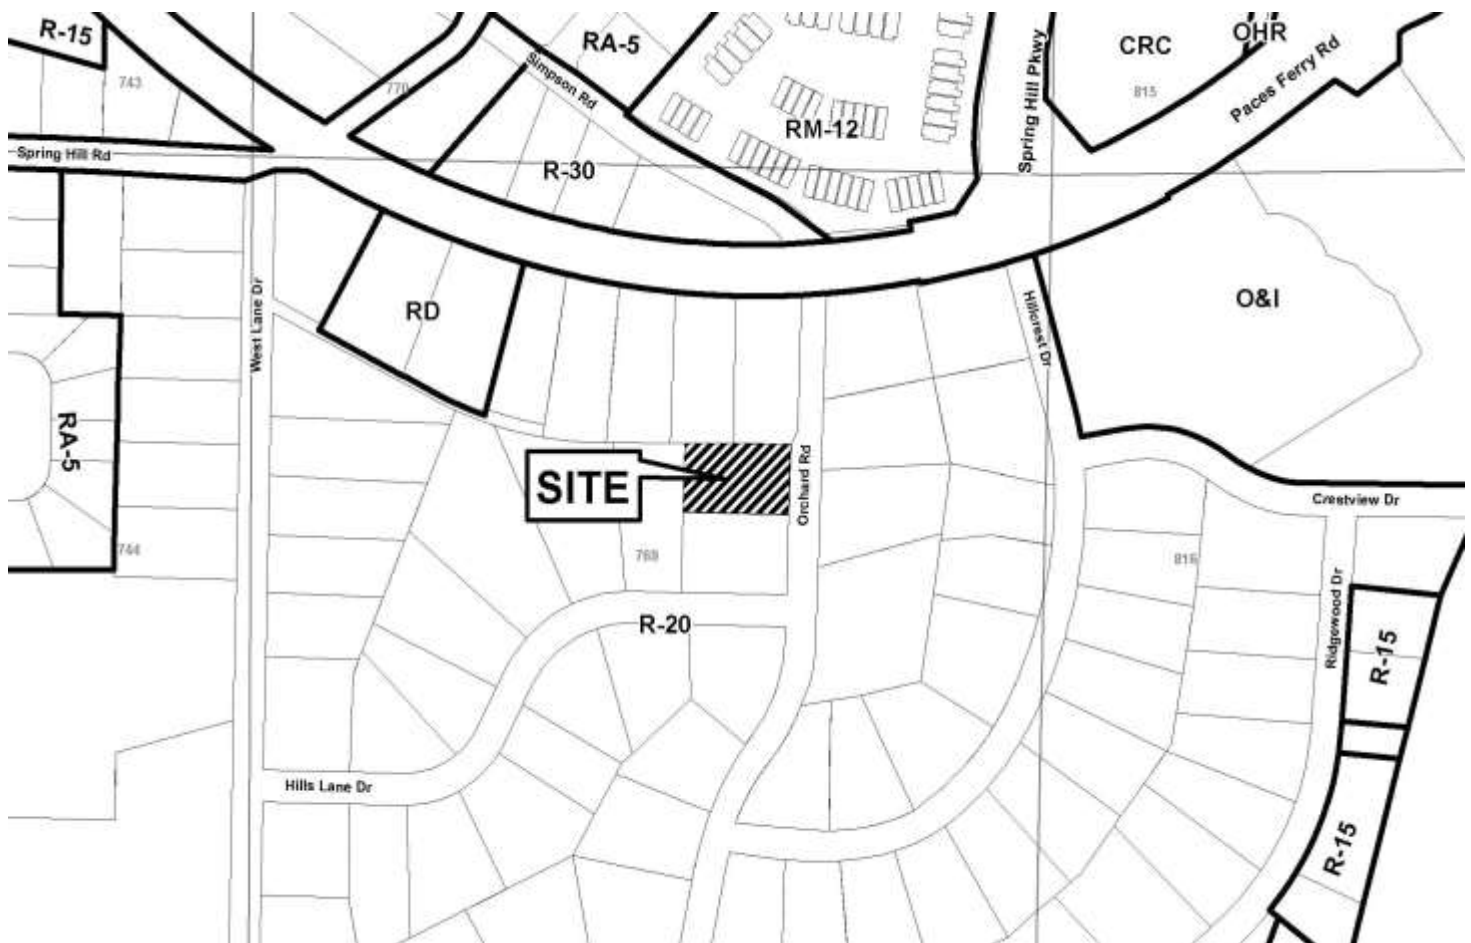 R-15
RA-5
CRC
OHR
743
770
Simpson Rd
815
Paces Ferry Rd
Spring Hill Pkwy
RM-12
Spring Hill Rd
R-30
West Lane Dr
RD
Hillcrest Dr
O&I
RA-5
SITE
Orchard Rd
Crestview Dr
744
769
816
R-20
Ridgewood Dr
R-15
Hills Lane Dr
R-15